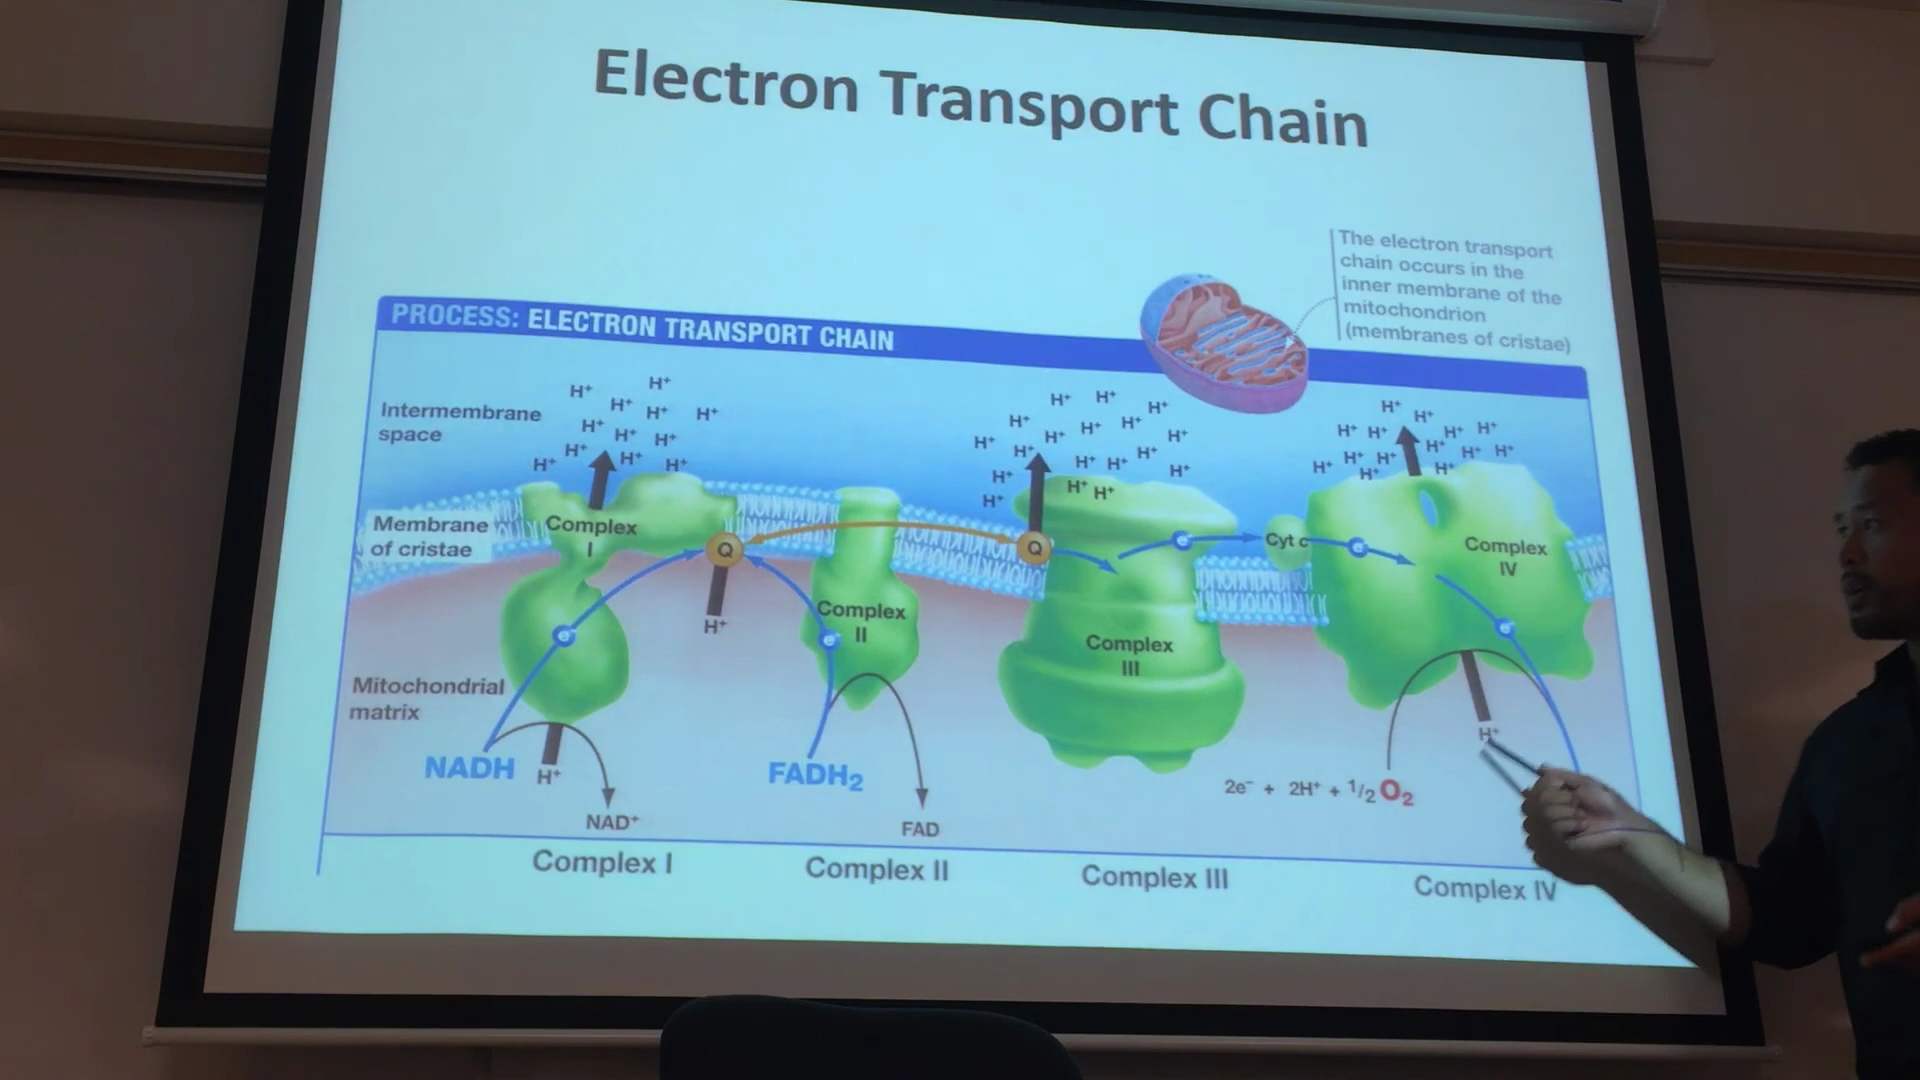 Electron Transport Chain
The electron transport
chain occurs in the
inner membrane of the
mitochondrion
(membranes of cristae)
PROCESS: ELECTRON TRANSPORT CHAIN
Intermembrane
space
H⁺ H⁺ H⁺ H⁺ H⁺ H⁺ H⁺ H⁺ H⁺ H⁺ H⁺ H⁺ H⁺
H⁺ H⁺ H⁺ H⁺ H⁺ H⁺ H⁺ H⁺ H⁺ H⁺ H⁺ H⁺ H⁺ H⁺ H⁺ H⁺ H⁺ H⁺ H⁺
H⁺ H⁺ H⁺ H⁺ H⁺ H⁺ H⁺ H⁺ H⁺ H⁺ H⁺ H⁺ H⁺ H⁺
Membrane
of cristae
Complex
I
Q
H⁺
e⁻
Complex
II
e⁻
Q
Complex
III
e⁻
Cyt c
e⁻
Complex
IV
e⁻
Mitochondrial
matrix
NADH
H⁺
NAD⁺
FADH₂
FAD
2e⁻ + 2H⁺ + 1/2 O₂
H⁺
Complex I
Complex II
Complex III
Complex IV